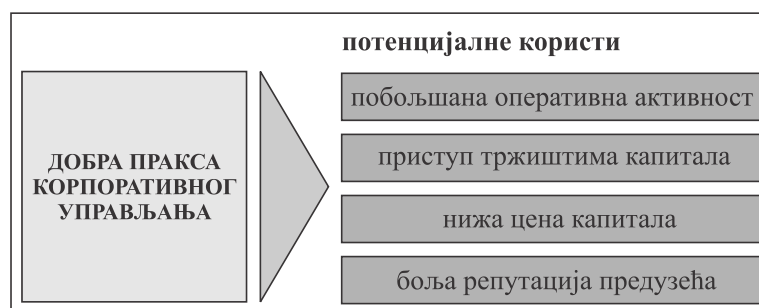 потенцијалне користи
ДОБРА ПРАКСА
КОРПОРАТИВНОГ
УПРАВЉАЊА
побољшана оперативна активност
приступ тржиштима капитала
нижа цена капитала
боља репутација предузећа